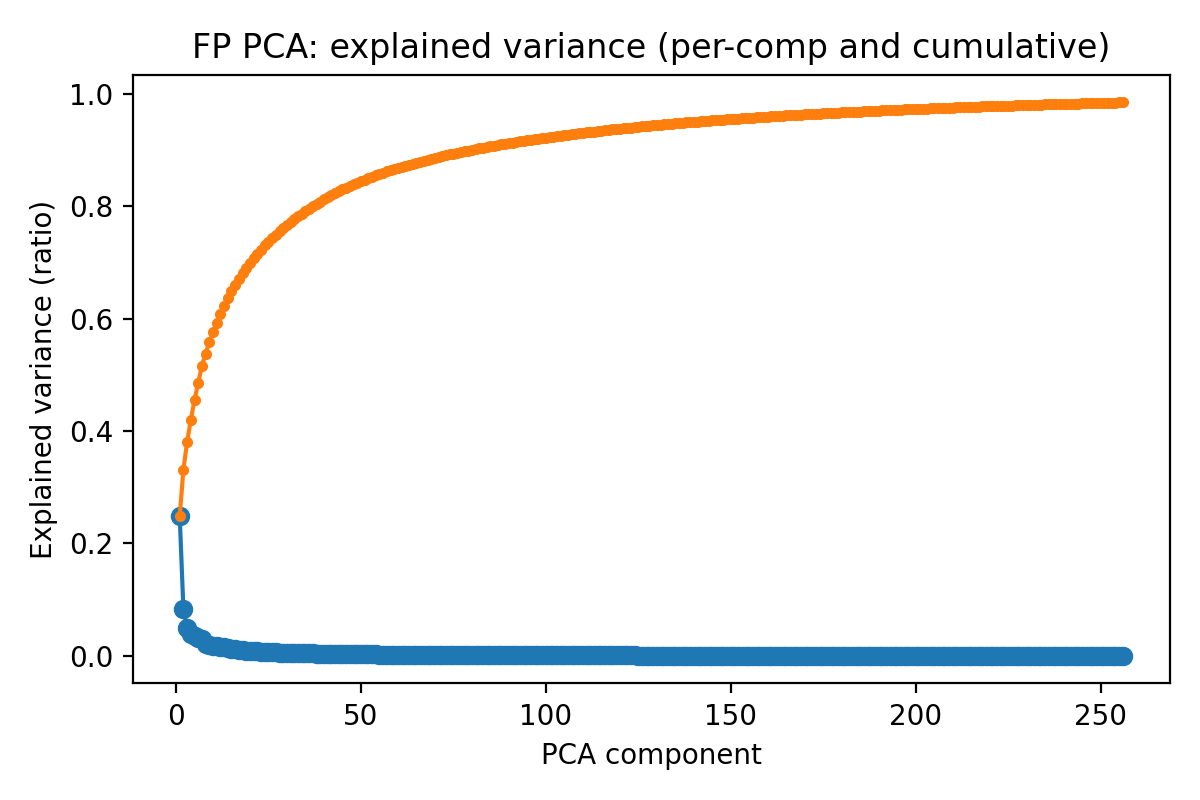 FP PCA: explained variance (per-comp and cumulative)
Explained variance (ratio)
1.0
0.8
0.6
0.4
0.2
0.0
0 50 100 150 200 250
PCA component